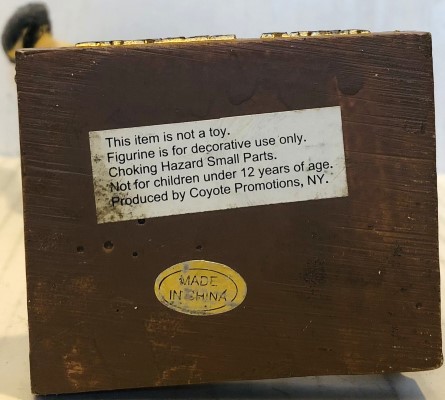 This item is not a toy.
Figurine is for decorative use only.
Choking Hazard Small Parts.
Not for children under 12 years of age.
Produced by Coyote Promotions, NY.
MADE
IN CHINA